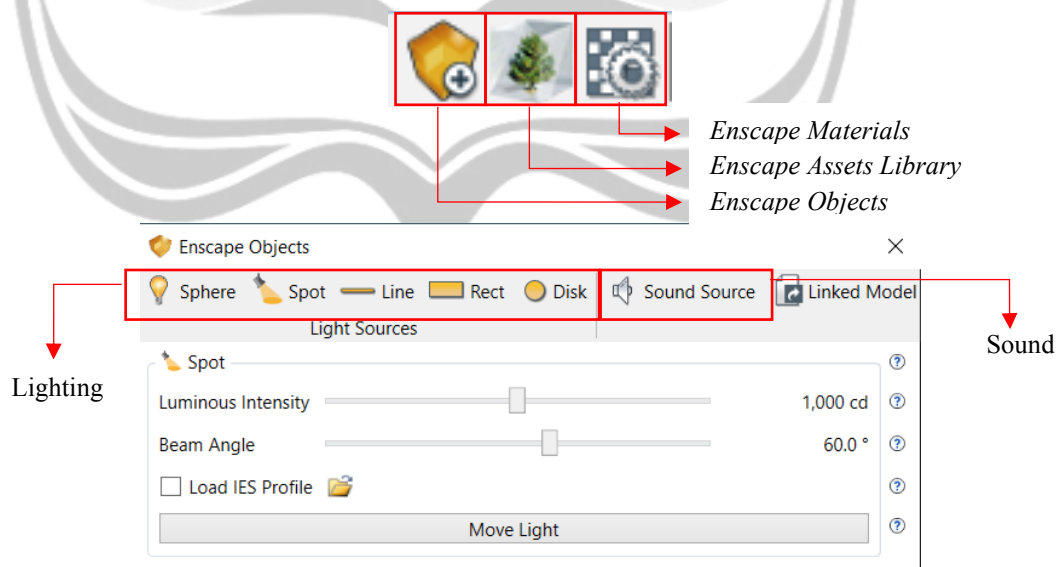 Enscape Materials
Enscape Assets Library
Enscape Objects
Enscape Objects
Sphere Spot Line Rect Disk Sound Source Linked Model
Light Sources
Sound
Lighting
Spot
Luminous Intensity 1,000 cd
Beam Angle 60.0 °
Load IES Profile
Move Light